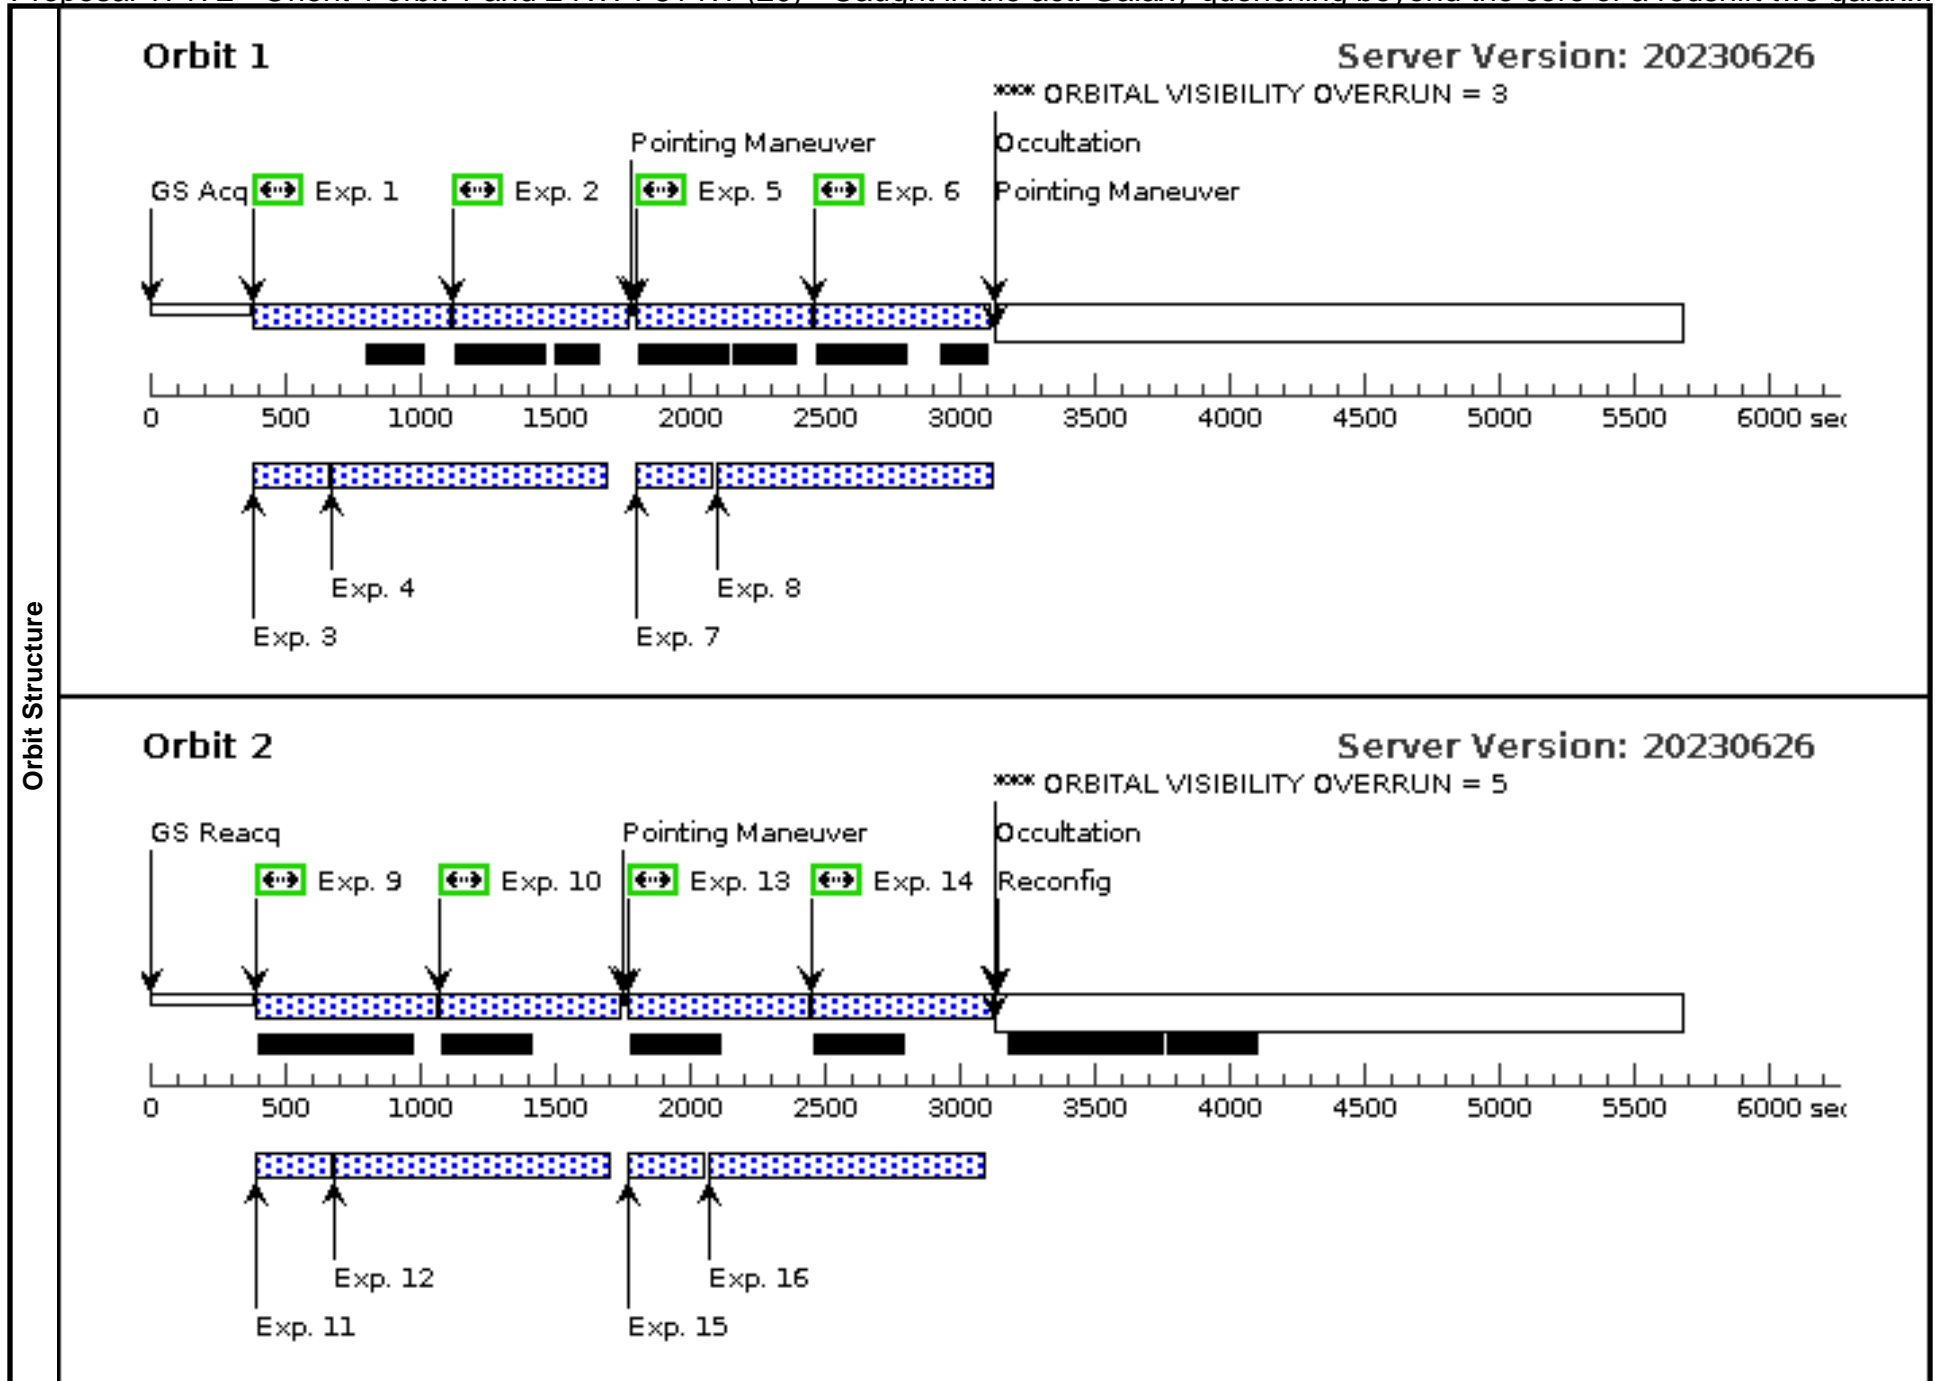 Orbit Structure
Orbit 1
Server Version: 20230626
*** ORBITAL VISIBILITY OVERRUN = 3
Pointing Maneuver
Occultation
GS Acq
Exp. 1
Exp. 2
Exp. 5
Exp. 6
Pointing Maneuver
0 500 1000 1500 2000 2500 3000 3500 4000 4500 5000 5500 6000 sec
Exp. 4
Exp. 8
Exp. 3
Exp. 7
Orbit 2
Server Version: 20230626
*** ORBITAL VISIBILITY OVERRUN = 5
GS Reacq
Pointing Maneuver
Occultation
Exp. 9
Exp. 10
Exp. 13
Exp. 14
Reconfig
0 500 1000 1500 2000 2500 3000 3500 4000 4500 5000 5500 6000 sec
Exp. 12
Exp. 16
Exp. 11
Exp. 15